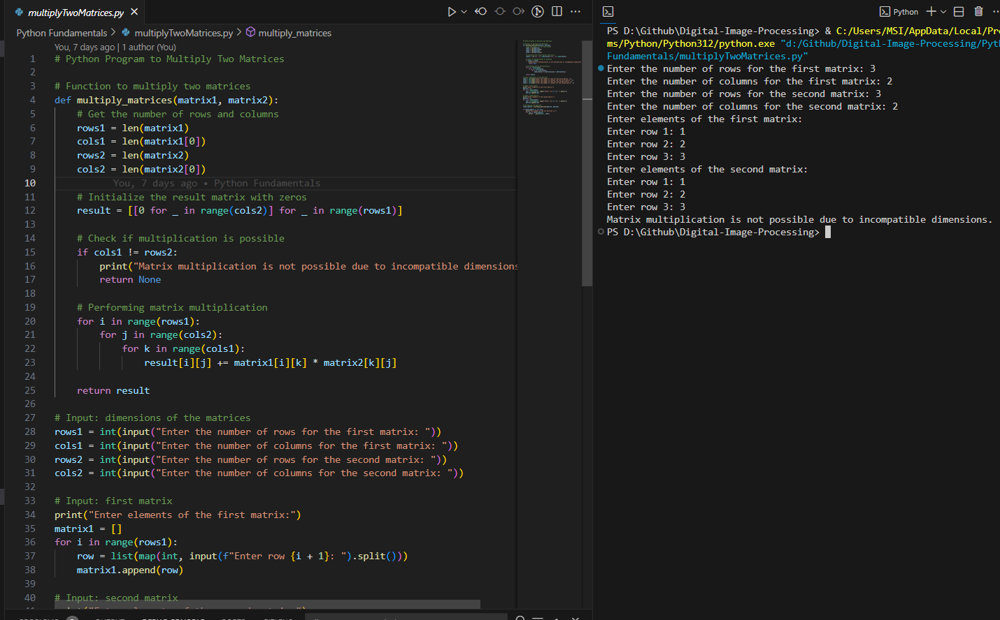 multiplyTwoMatrices.py
Python Fundamentals > multiplyTwoMatrices.py > multiply_matrices
You, 7 days ago | 1 author (You)
1 # Python Program to Multiply Two Matrices
2
3 # Function to multiply two matrices
4 def multiply_matrices(matrix1, matrix2):
5 # Get the number of rows and columns
6 rows1 = len(matrix1)
7 cols1 = len(matrix1[0])
8 rows2 = len(matrix2)
9 cols2 = len(matrix2[0])
10 You, 7 days ago • Python Fundamentals
11 # Initialize the result matrix with zeros
12 result = [[0 for _ in range(cols2)] for _ in range(rows1)]
13
14 # Check if multiplication is possible
15 if cols1 != rows2:
16 print("Matrix multiplication is not possible due to incompatible dimensions
17 return None
18
19 # Performing matrix multiplication
20 for i in range(rows1):
21 for j in range(cols2):
22 for k in range(cols1):
23 result[i][j] += matrix1[i][k] * matrix2[k][j]
24
25 return result
26
27 # Input: dimensions of the matrices
28 rows1 = int(input("Enter the number of rows for the first matrix: "))
29 cols1 = int(input("Enter the number of columns for the first matrix: "))
30 rows2 = int(input("Enter the number of rows for the second matrix: "))
31 cols2 = int(input("Enter the number of columns for the second matrix: "))
32
33 # Input: first matrix
34 print("Enter elements of the first matrix:")
35 matrix1 = []
36 for i in range(rows1):
37 row = list(map(int, input(f"Enter row {i + 1}: ").split()))
38 matrix1.append(row)
39
40 # Input: second matrix
Python
PS D:\Github\Digital-Image-Processing> & C:/Users/MSI/AppData/Local/Pro
ms/Python/Python312/python.exe "d:/Github/Digital-Image-Processing/Pyth
Fundamentals/multiplyTwoMatrices.py"
Enter the number of rows for the first matrix: 3
Enter the number of columns for the first matrix: 2
Enter the number of rows for the second matrix: 3
Enter the number of columns for the second matrix: 2
Enter elements of the first matrix:
Enter row 1: 1
Enter row 2: 2
Enter row 3: 3
Enter elements of the second matrix:
Enter row 1: 1
Enter row 2: 2
Enter row 3: 3
Matrix multiplication is not possible due to incompatible dimensions.
PS D:\Github\Digital-Image-Processing>